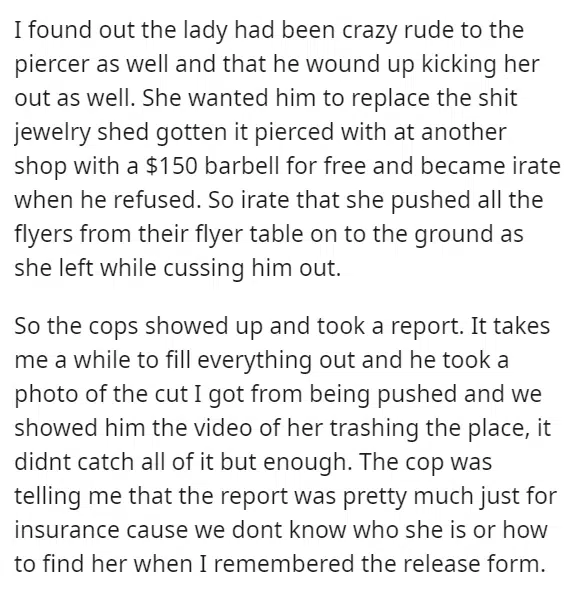 I found out the lady had been crazy rude to the
piercer as well and that he wound up kicking her
out as well. She wanted him to replace the shit
jewelry shed gotten it pierced with at another
shop with a $150 barbell for free and became irate
when he refused. So irate that she pushed all the
flyers from their flyer table on to the ground as
she left while cussing him out.
So the cops showed up and took a report. It takes
me a while to fill everything out and he took a
photo of the cut I got from being pushed and we
showed him the video of her trashing the place, it
didnt catch all of it but enough. The cop was
telling me that the report was pretty much just for
insurance cause we dont know who she is or how
to find her when I remembered the release form.